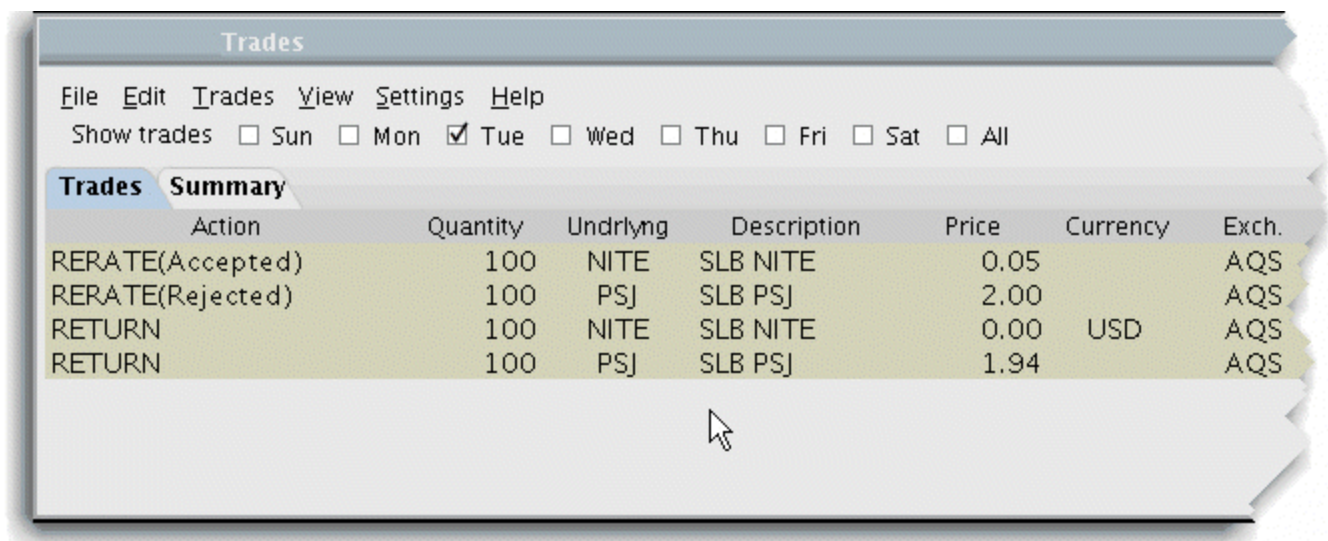 Trades
File Edit Trades View Settings Help
Show trades Sun Mon Tue Wed Thu Fri Sat All
Trades Summary
Action Quantity Undrlyng Description Price Currency Exch.
RERATE(Accepted) 100 NITE SLB NITE 0.05 AQS
RERATE(Rejected) 100 PSJ SLB PSJ 2.00 AQS
RETURN 100 NITE SLB NITE 0.00 USD AQS
RETURN 100 PSJ SLB PSJ 1.94 AQS